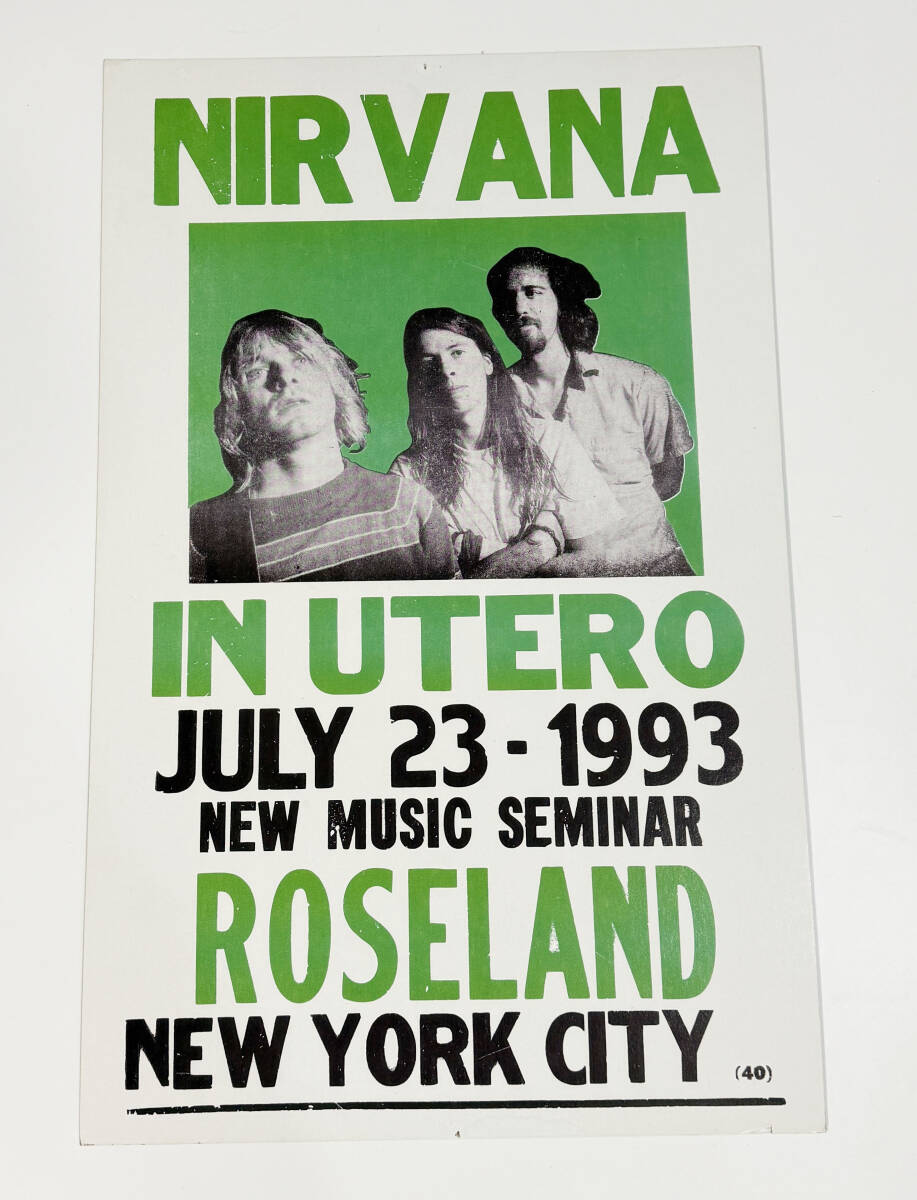 NIRVANA
IN UTERO
JULY 23 - 1993
NEW MUSIC SEMINAR
ROSELAND
NEW YORK CITY (40)